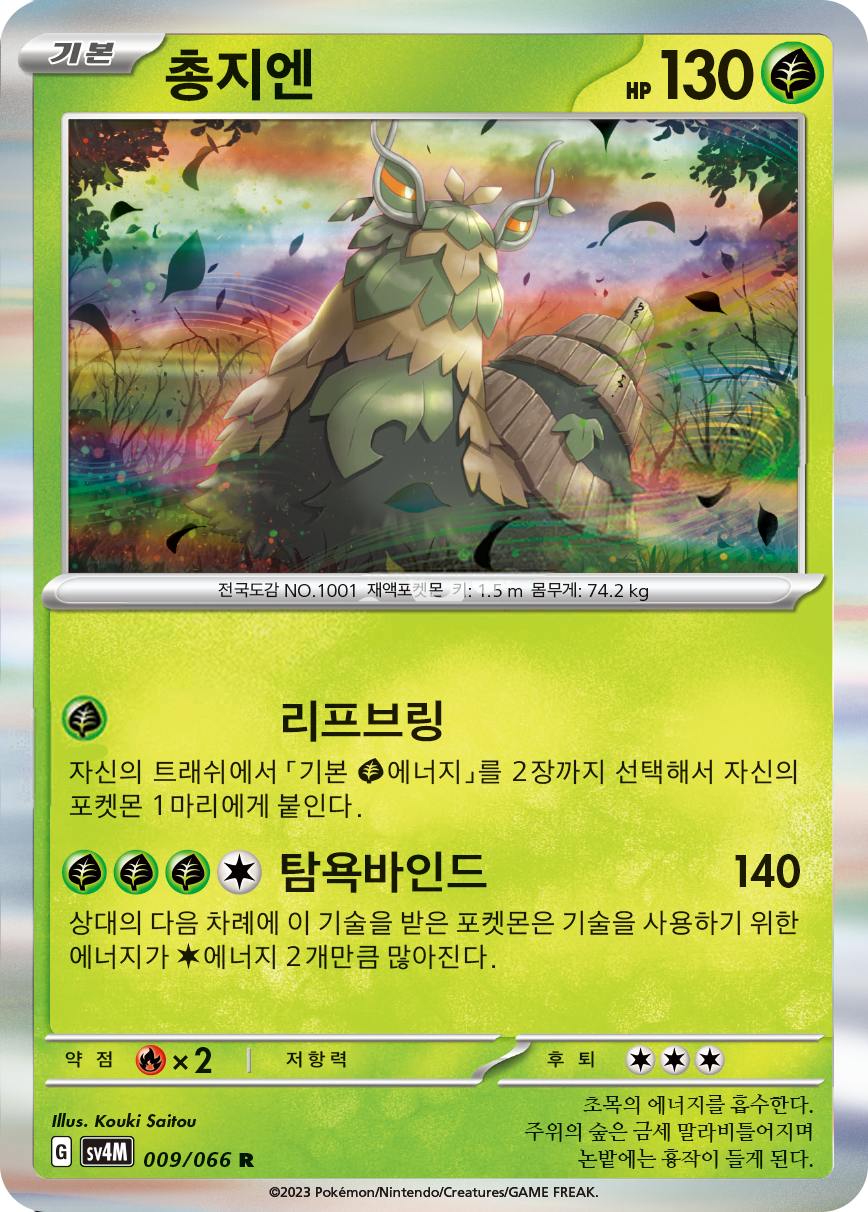 기본
총지엔
HP 130
전국도감 NO.1001 재액포켓몬 키: 1.5 m 몸무게: 74.2 kg
리프브링
자신의 트래쉬에서 「기본 에너지」를 2장까지 선택해서 자신의
포켓몬 1마리에게 붙인다.
탐욕바인드 140
상대의 다음 차례에 이 기술을 받은 포켓몬은 기술을 사용하기 위한
에너지가 에너지 2개만큼 많아진다.
약점 ×2 저항력 후퇴
Illus. Kouki Saitou
초목의 에너지를 흡수한다.
주위의 숲은 금세 말라비틀어지며
논밭에는 흉작이 들게 된다.
G sv4M 009/066 R
©2023 Pokémon/Nintendo/Creatures/GAME FREAK.